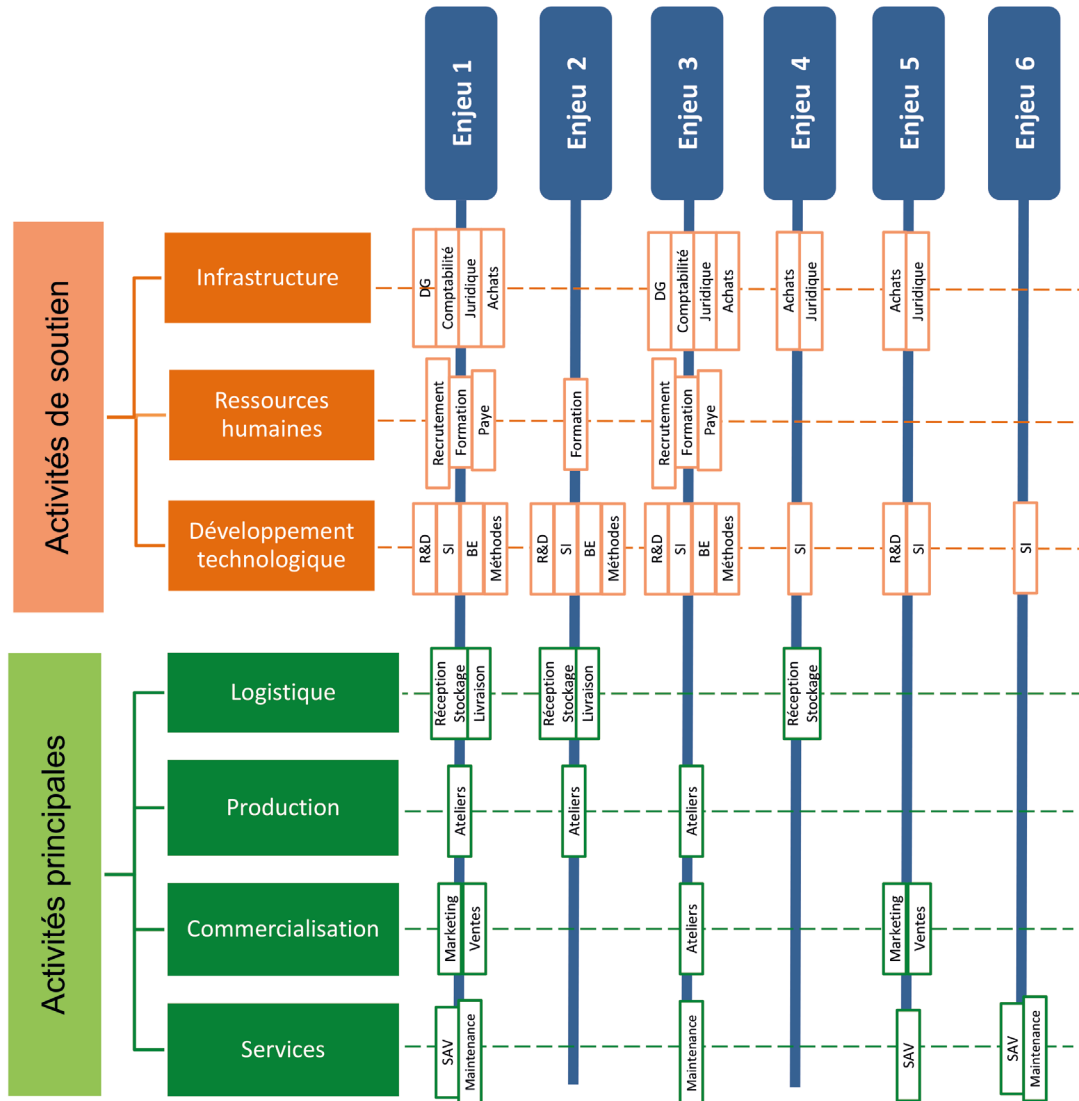 Enjeu 1
Enjeu 2
Enjeu 3
Enjeu 4
Enjeu 5
Enjeu 6
Activités de soutien
Infrastructure
DG
Comptabilité
Juridique
Achats
DG
Comptabilité
Juridique
Achats
Achats
Juridique
Achats
Juridique
Ressources
humaines
Recrutement
Formation
Paye
Formation
Recrutement
Formation
Paye
Développement
technologique
R&D
SI
BE
Méthodes
R&D
SI
BE
Méthodes
R&D
SI
BE
Méthodes
SI
R&D
SI
SI
Activités principales
Logistique
Réception
Stockage
Livraison
Réception
Stockage
Livraison
Réception
Stockage
Production
Ateliers
Ateliers
Ateliers
Commercialisation
Marketing
Ventes
Ateliers
Marketing
Ventes
Services
SAV
Maintenance
Maintenance
SAV
SAV
Maintenance